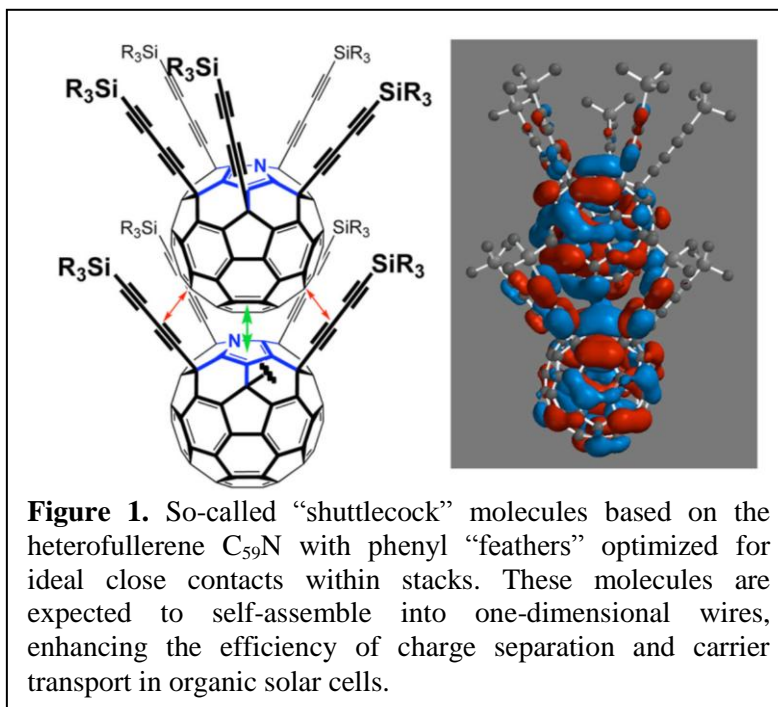 R₃Si
R₃Si
SiR₃
R₃Si
SiR₃
N
R₃Si
SiR₃
R₃Si
SiR₃
N
Figure 1. So-called “shuttlecock” molecules based on the
heterofullerene C₅₉N with phenyl “feathers” optimized for
ideal close contacts within stacks. These molecules are
expected to self-assemble into one-dimensional wires,
enhancing the efficiency of charge separation and carrier
transport in organic solar cells.